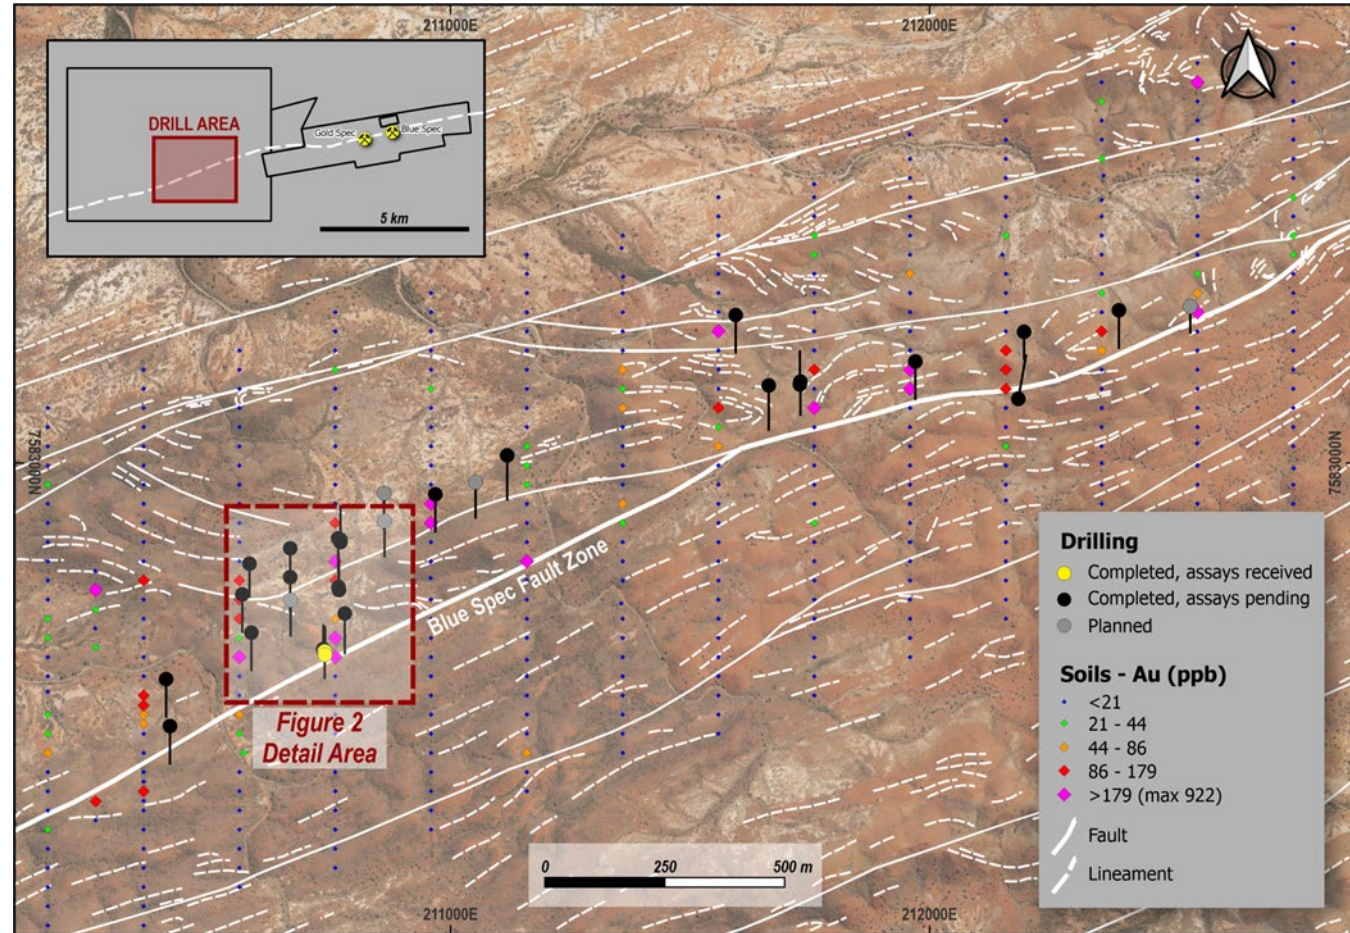 211000E
212000E
DRILL AREA
Gold Spec
Blue Spec
5 km
7583000N
7583000N
Blue Spec Fault Zone
Figure 2
Detail Area
Drilling
Completed, assays received
Completed, assays pending
Planned
Soils - Au (ppb)
<21
21 - 44
44 - 86
86 - 179
>179 (max 922)
Fault
Lineament
0 250 500 m
211000E
212000E